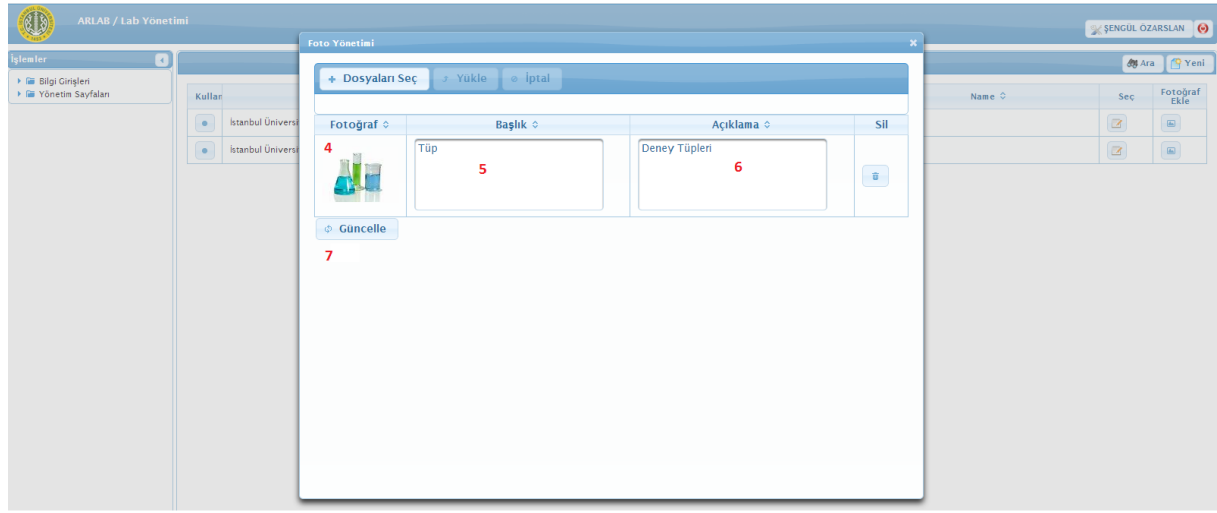 ARLAB / Lab Yönetimi
ŞENGÜL ÖZARSLAN
Foto Yönetimi
İşlemler
Bilgi Girişleri
Yönetim Sayfaları
Ara Yeni
Dosyaları Seç Yükle İptal
Kullar Name Seç Fotoğraf Ekle
Fotoğraf Başlık Açıklama Sil
İstanbul Üniversi
İstanbul Üniversi
4 Tüp Deney Tüpleri
5 6
Güncelle
7